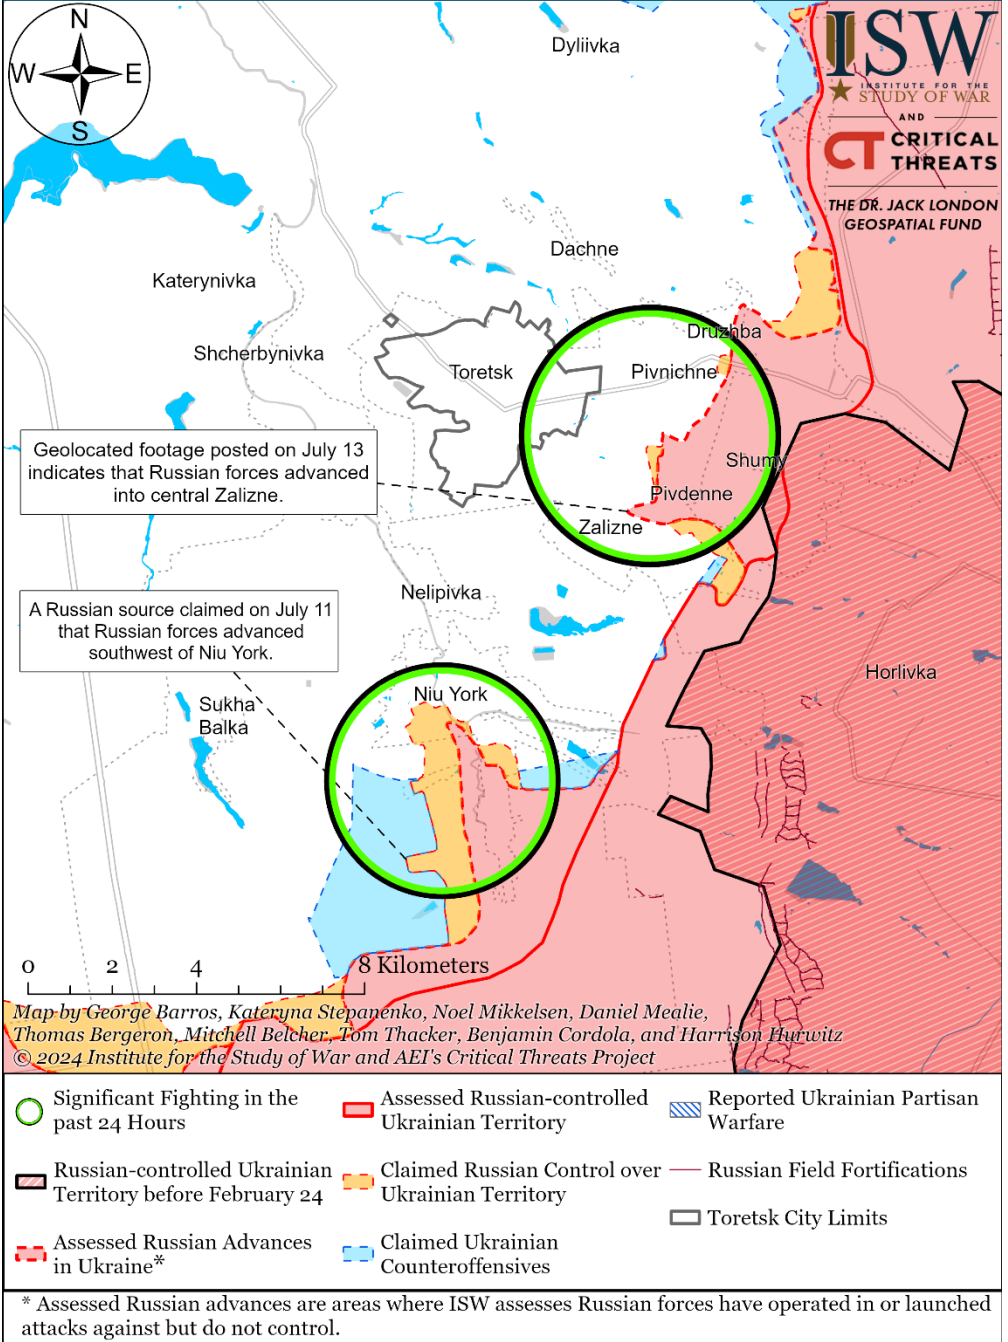 N
W
E
S
ISW
INSTITUTE FOR THE
STUDY OF WAR
AND
CT CRITICAL
THREATS
THE DR. JACK LONDON
GEOSPATIAL FUND
Dyliivka
Dachne
Katerynivka
Druzhba
Shcherbynivka
Toretsk
Pivnichne
Geolocated footage posted on July 13
indicates that Russian forces advanced
into central Zalizne.
Shumy
Pivdenne
Zalizne
Nelipivka
A Russian source claimed on July 11
that Russian forces advanced
southwest of Niu York.
Horlivka
Niu York
Sukha
Balka
0 2 4 8 Kilometers
Map by George Barros, Kateryna Stepanenko, Noel Mikkelsen, Daniel Mealie,
Thomas Bergeron, Mitchell Belcher, Tom Thacker, Benjamin Cordola, and Harrison Hurwitz
© 2024 Institute for the Study of War and AEI's Critical Threats Project
Significant Fighting in the
past 24 Hours
Russian-controlled Ukrainian
Territory before February 24
Assessed Russian Advances
in Ukraine*
Assessed Russian-controlled
Ukrainian Territory
Claimed Russian Control over
Ukrainian Territory
Claimed Ukrainian
Counteroffensives
Reported Ukrainian Partisan
Warfare
Russian Field Fortifications
Toretsk City Limits
* Assessed Russian advances are areas where ISW assesses Russian forces have operated in or launched
attacks against but do not control.